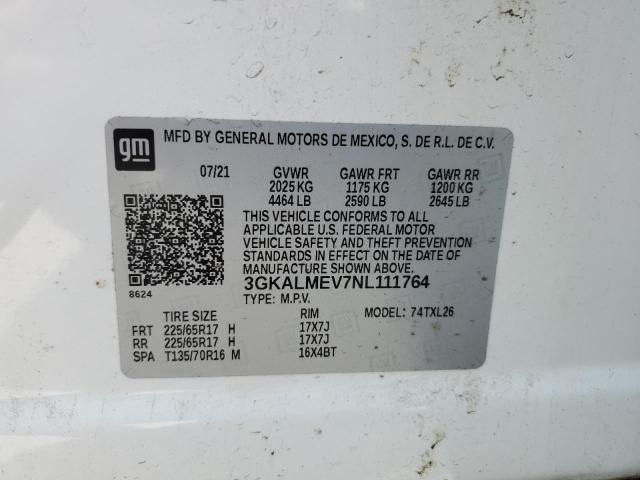 gm
MFD BY GENERAL MOTORS DE MEXICO, S. DE R.L. DE C.V.
07/21 GVWR GAWR FRT GAWR RR
2025 KG 1175 KG 1200 KG
4464 LB 2590 LB 2645 LB
THIS VEHICLE CONFORMS TO ALL
APPLICABLE U.S. FEDERAL MOTOR
VEHICLE SAFETY AND THEFT PREVENTION
STANDARDS IN EFFECT ON THE DATE OF
MANUFACTURE SHOWN ABOVE.
8624 3GKALMEV7NL111764
TYPE: M.P.V.
TIRE SIZE RIM MODEL: 74TXL26
FRT 225/65R17 H 17X7J
RR 225/65R17 H 17X7J
SPA T135/70R16 M 16X4BT